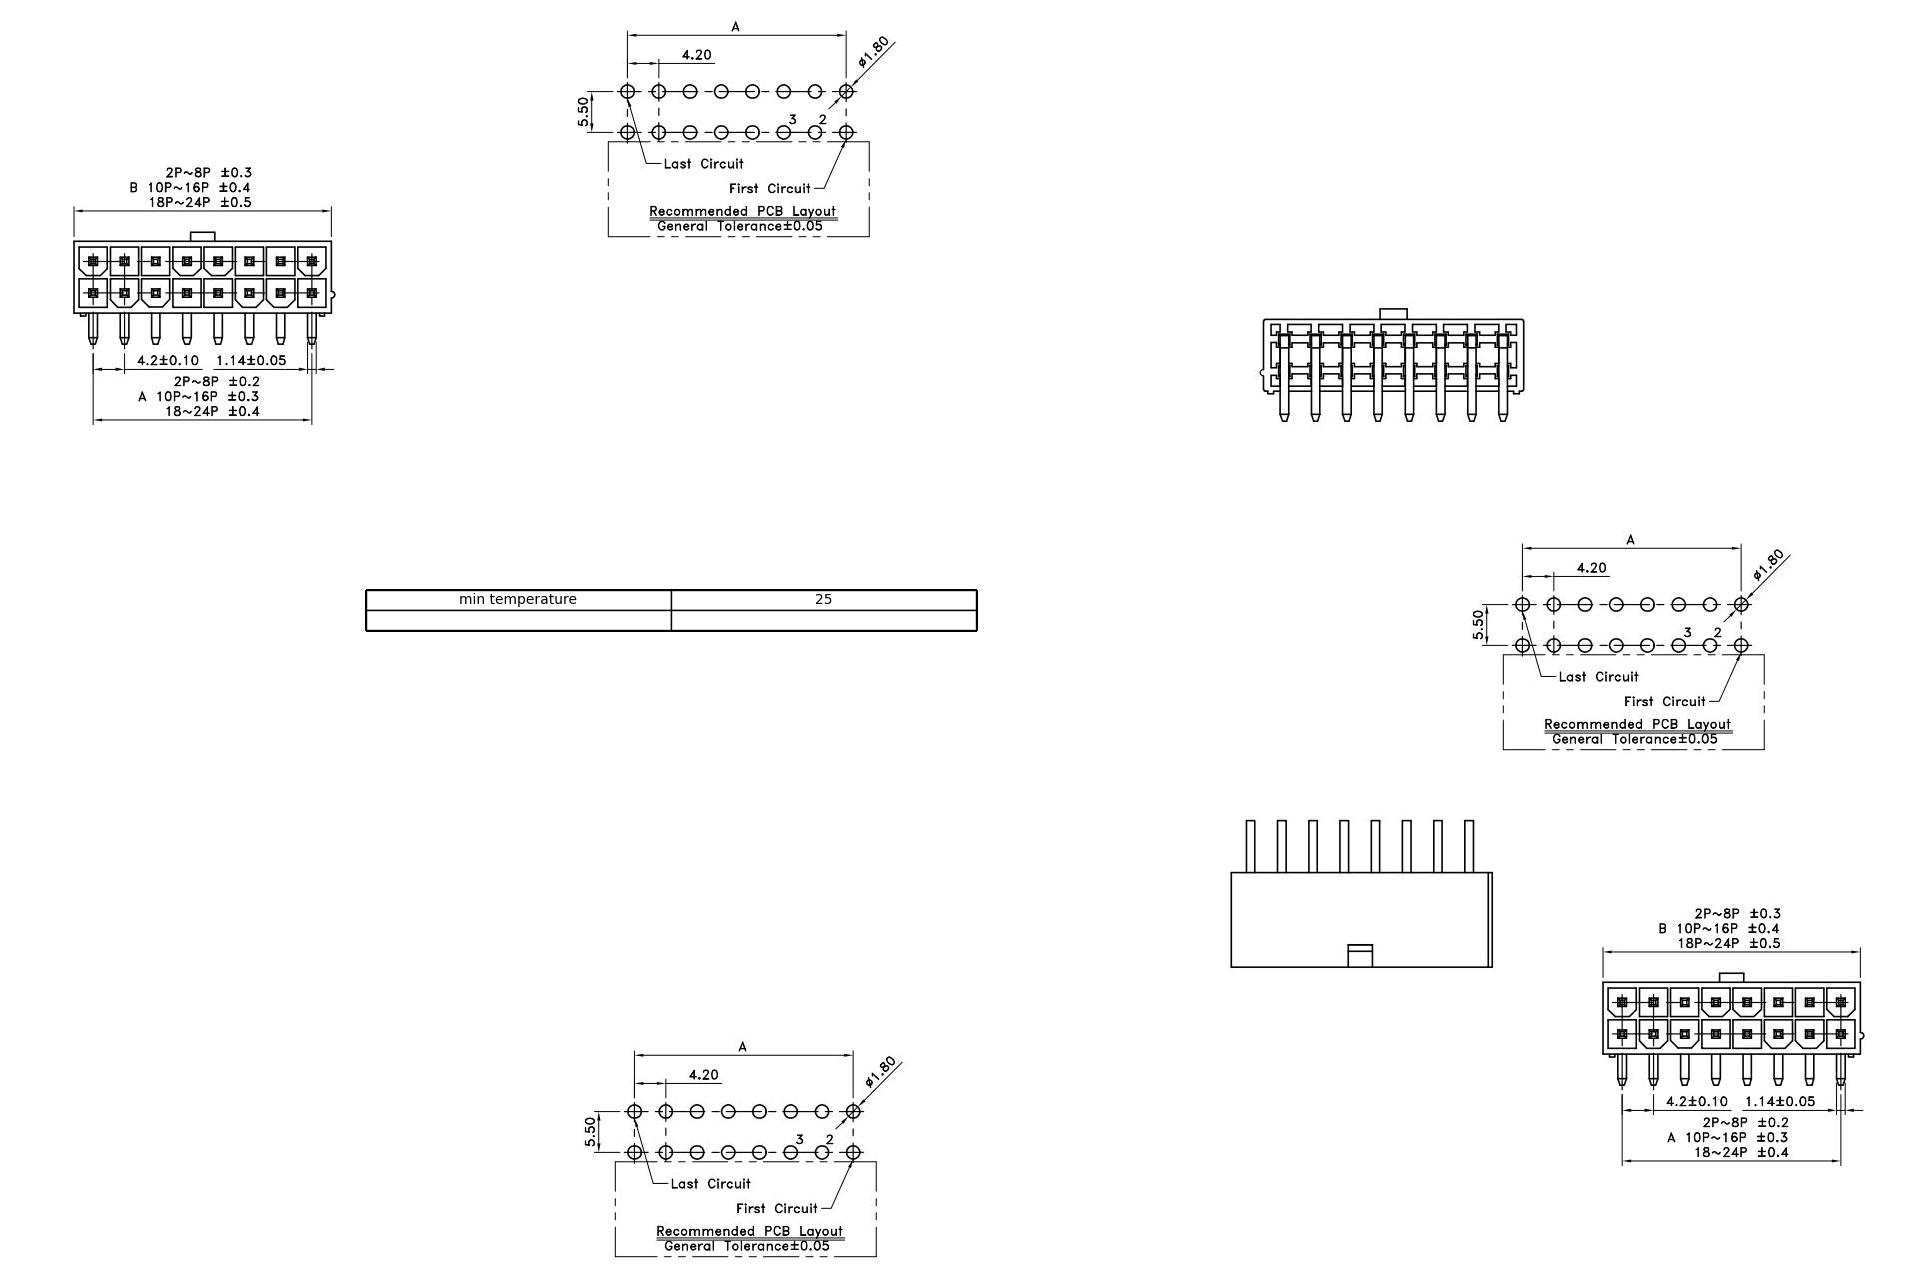 A
4.20
ø1.80
5.50
3 2
Last Circuit
First Circuit
Recommended PCB Layout
General Tolerance±0.05
2P~8P ±0.3
B 10P~16P ±0.4
18P~24P ±0.5
4.2±0.10 1.14±0.05
2P~8P ±0.2
A 10P~16P ±0.3
18~24P ±0.4
min temperature 25
A
4.20
ø1.80
5.50
3 2
Last Circuit
First Circuit
Recommended PCB Layout
General Tolerance±0.05
2P~8P ±0.3
B 10P~16P ±0.4
18P~24P ±0.5
4.2±0.10 1.14±0.05
2P~8P ±0.2
A 10P~16P ±0.3
18~24P ±0.4
A
4.20
ø1.80
5.50
3 2
Last Circuit
First Circuit
Recommended PCB Layout
General Tolerance±0.05